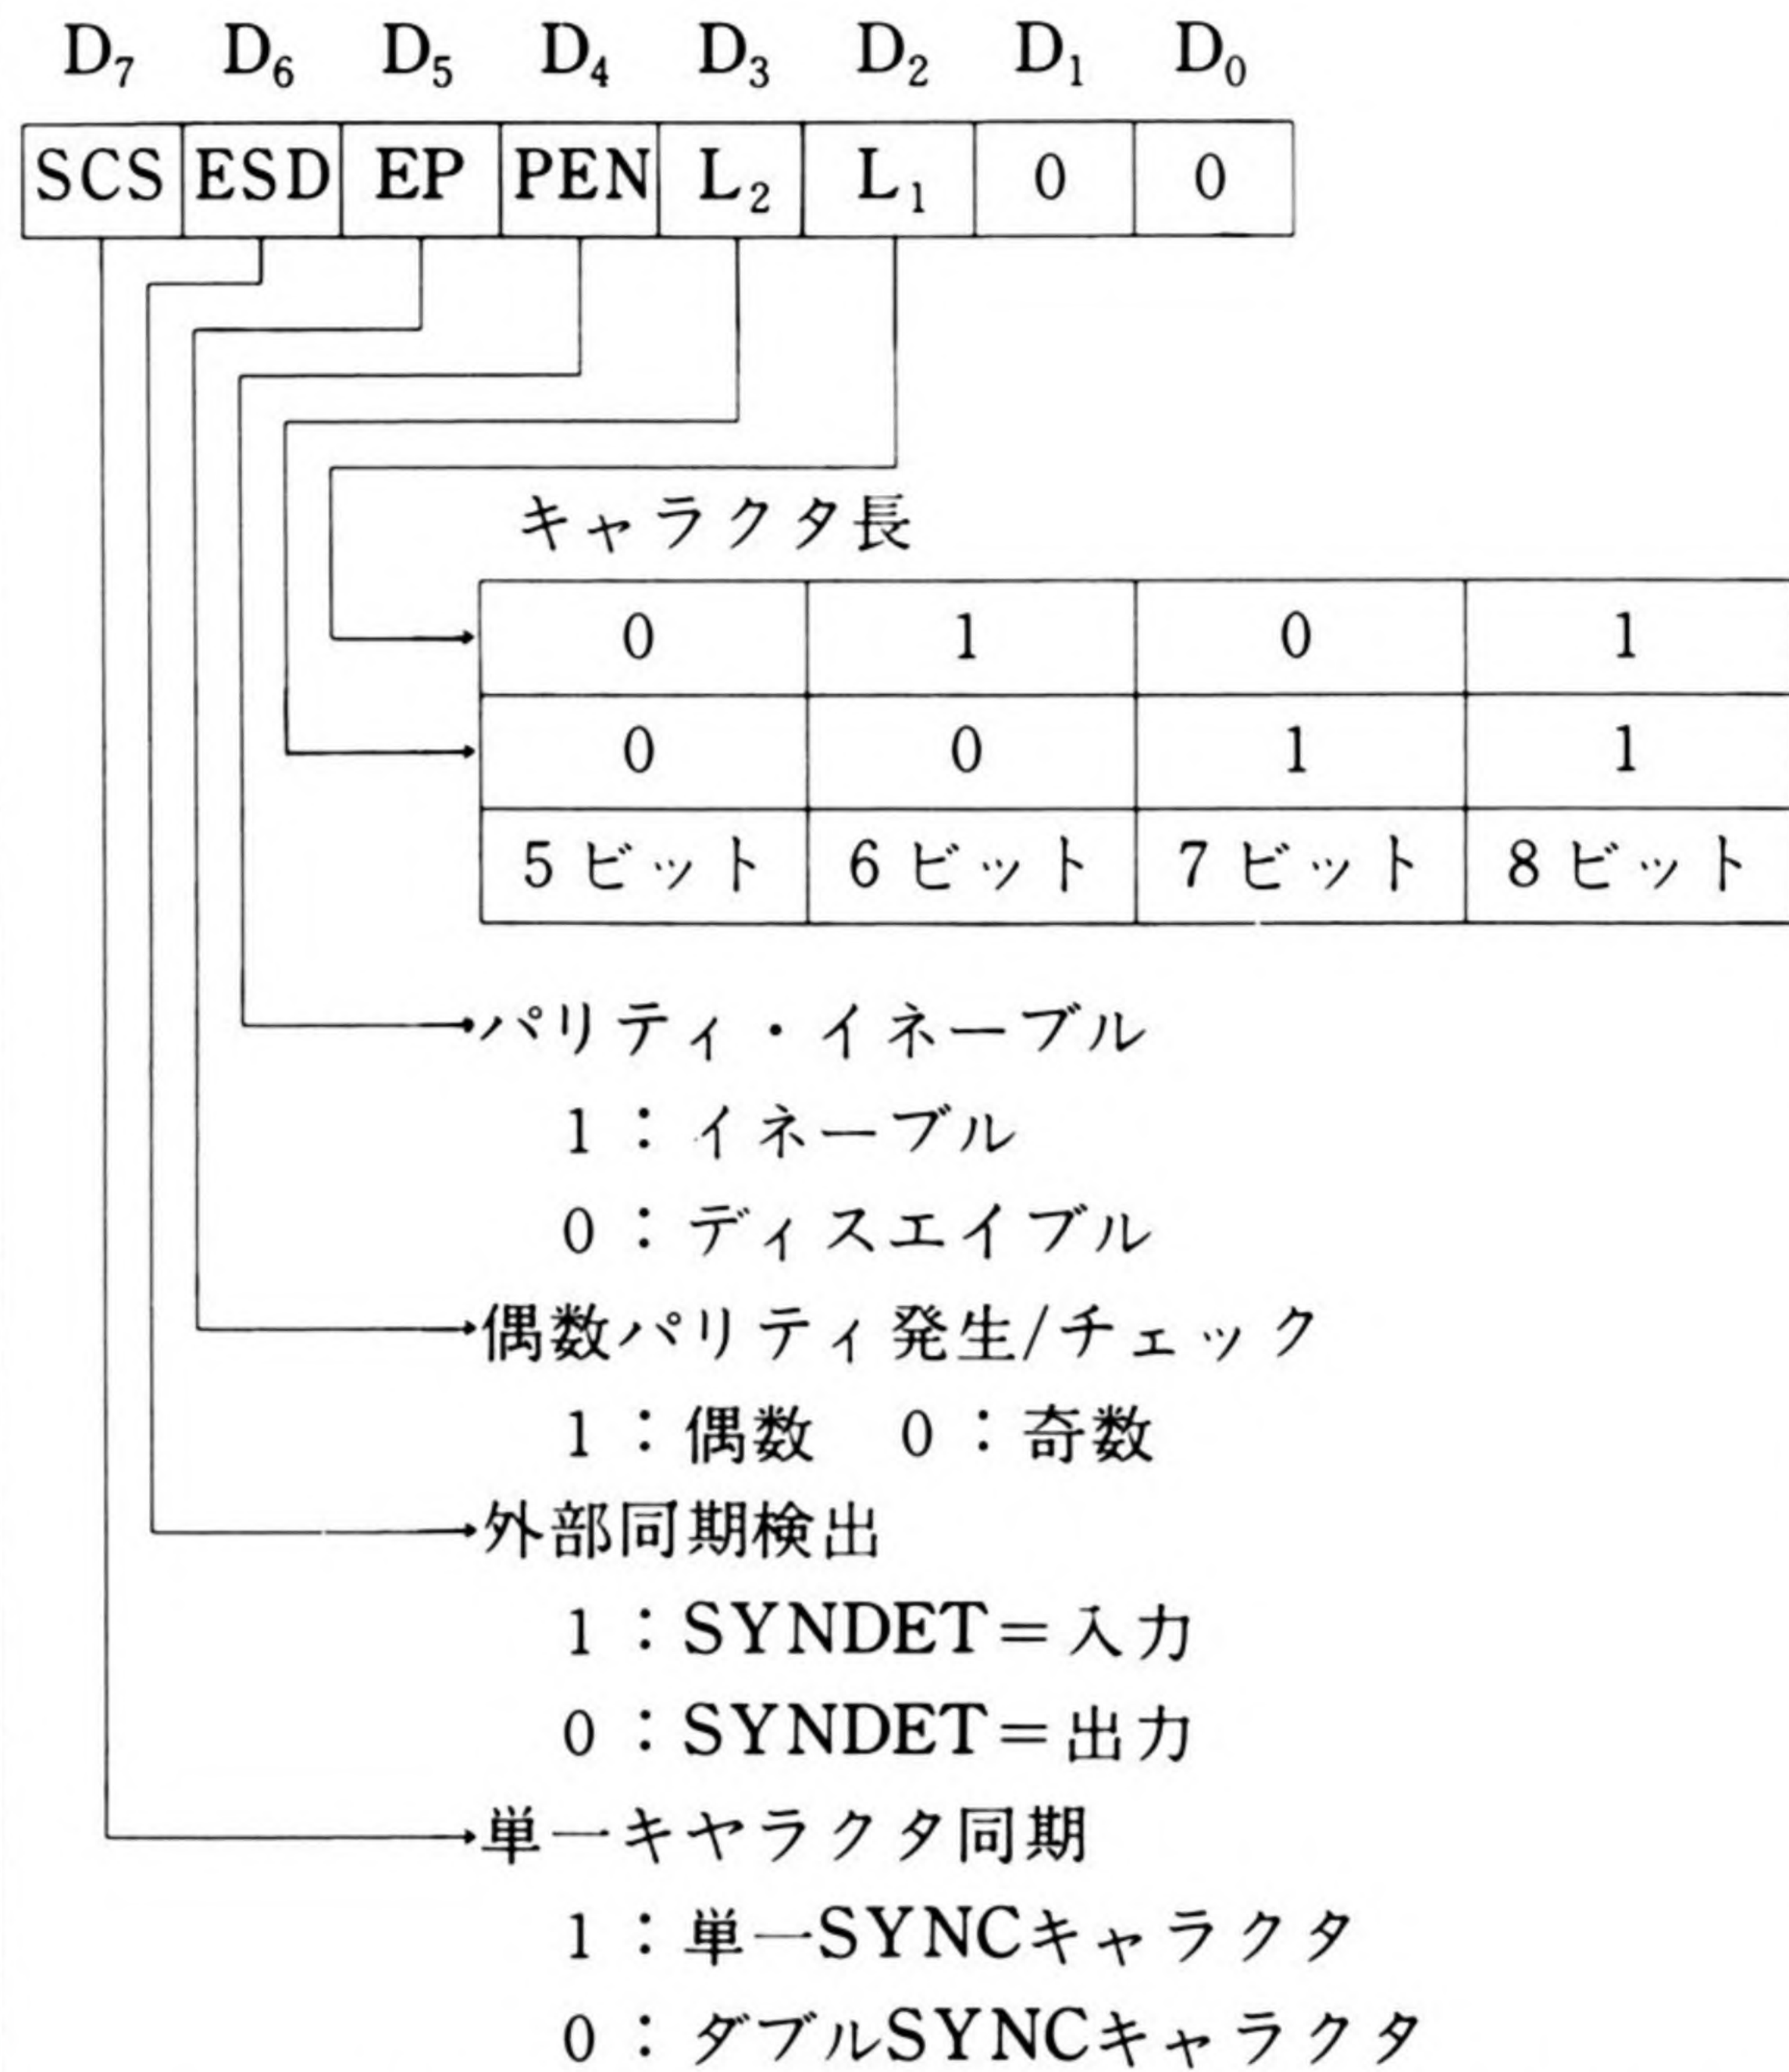 D₇ D₆ D₅ D₄ D₃ D₂ D₁ D₀
SCS ESD EP PEN L₂ L₁ 0 0
キャラクタ長
0 1 0 1
0 0 1 1
5ビット 6ビット 7ビット 8ビット
パリティ・イネーブル
1：イネーブル
0：ディスエイブル
偶数パリティ発生/チェック
1：偶数 0：奇数
外部同期検出
1：SYNDET＝入力
0：SYNDET＝出力
単一キヤラクタ同期
1：単一SYNCキャラクタ
0：ダブルSYNCキャラクタ